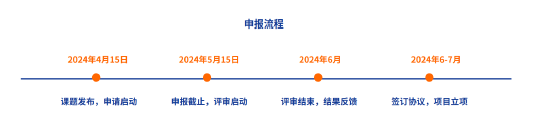 申报流程
2024年4月15日
2024年5月15日
2024年6月
2024年6-7月
课题发布，申请启动
申报截止，评审启动
评审结束，结果反馈
签订协议，项目立项